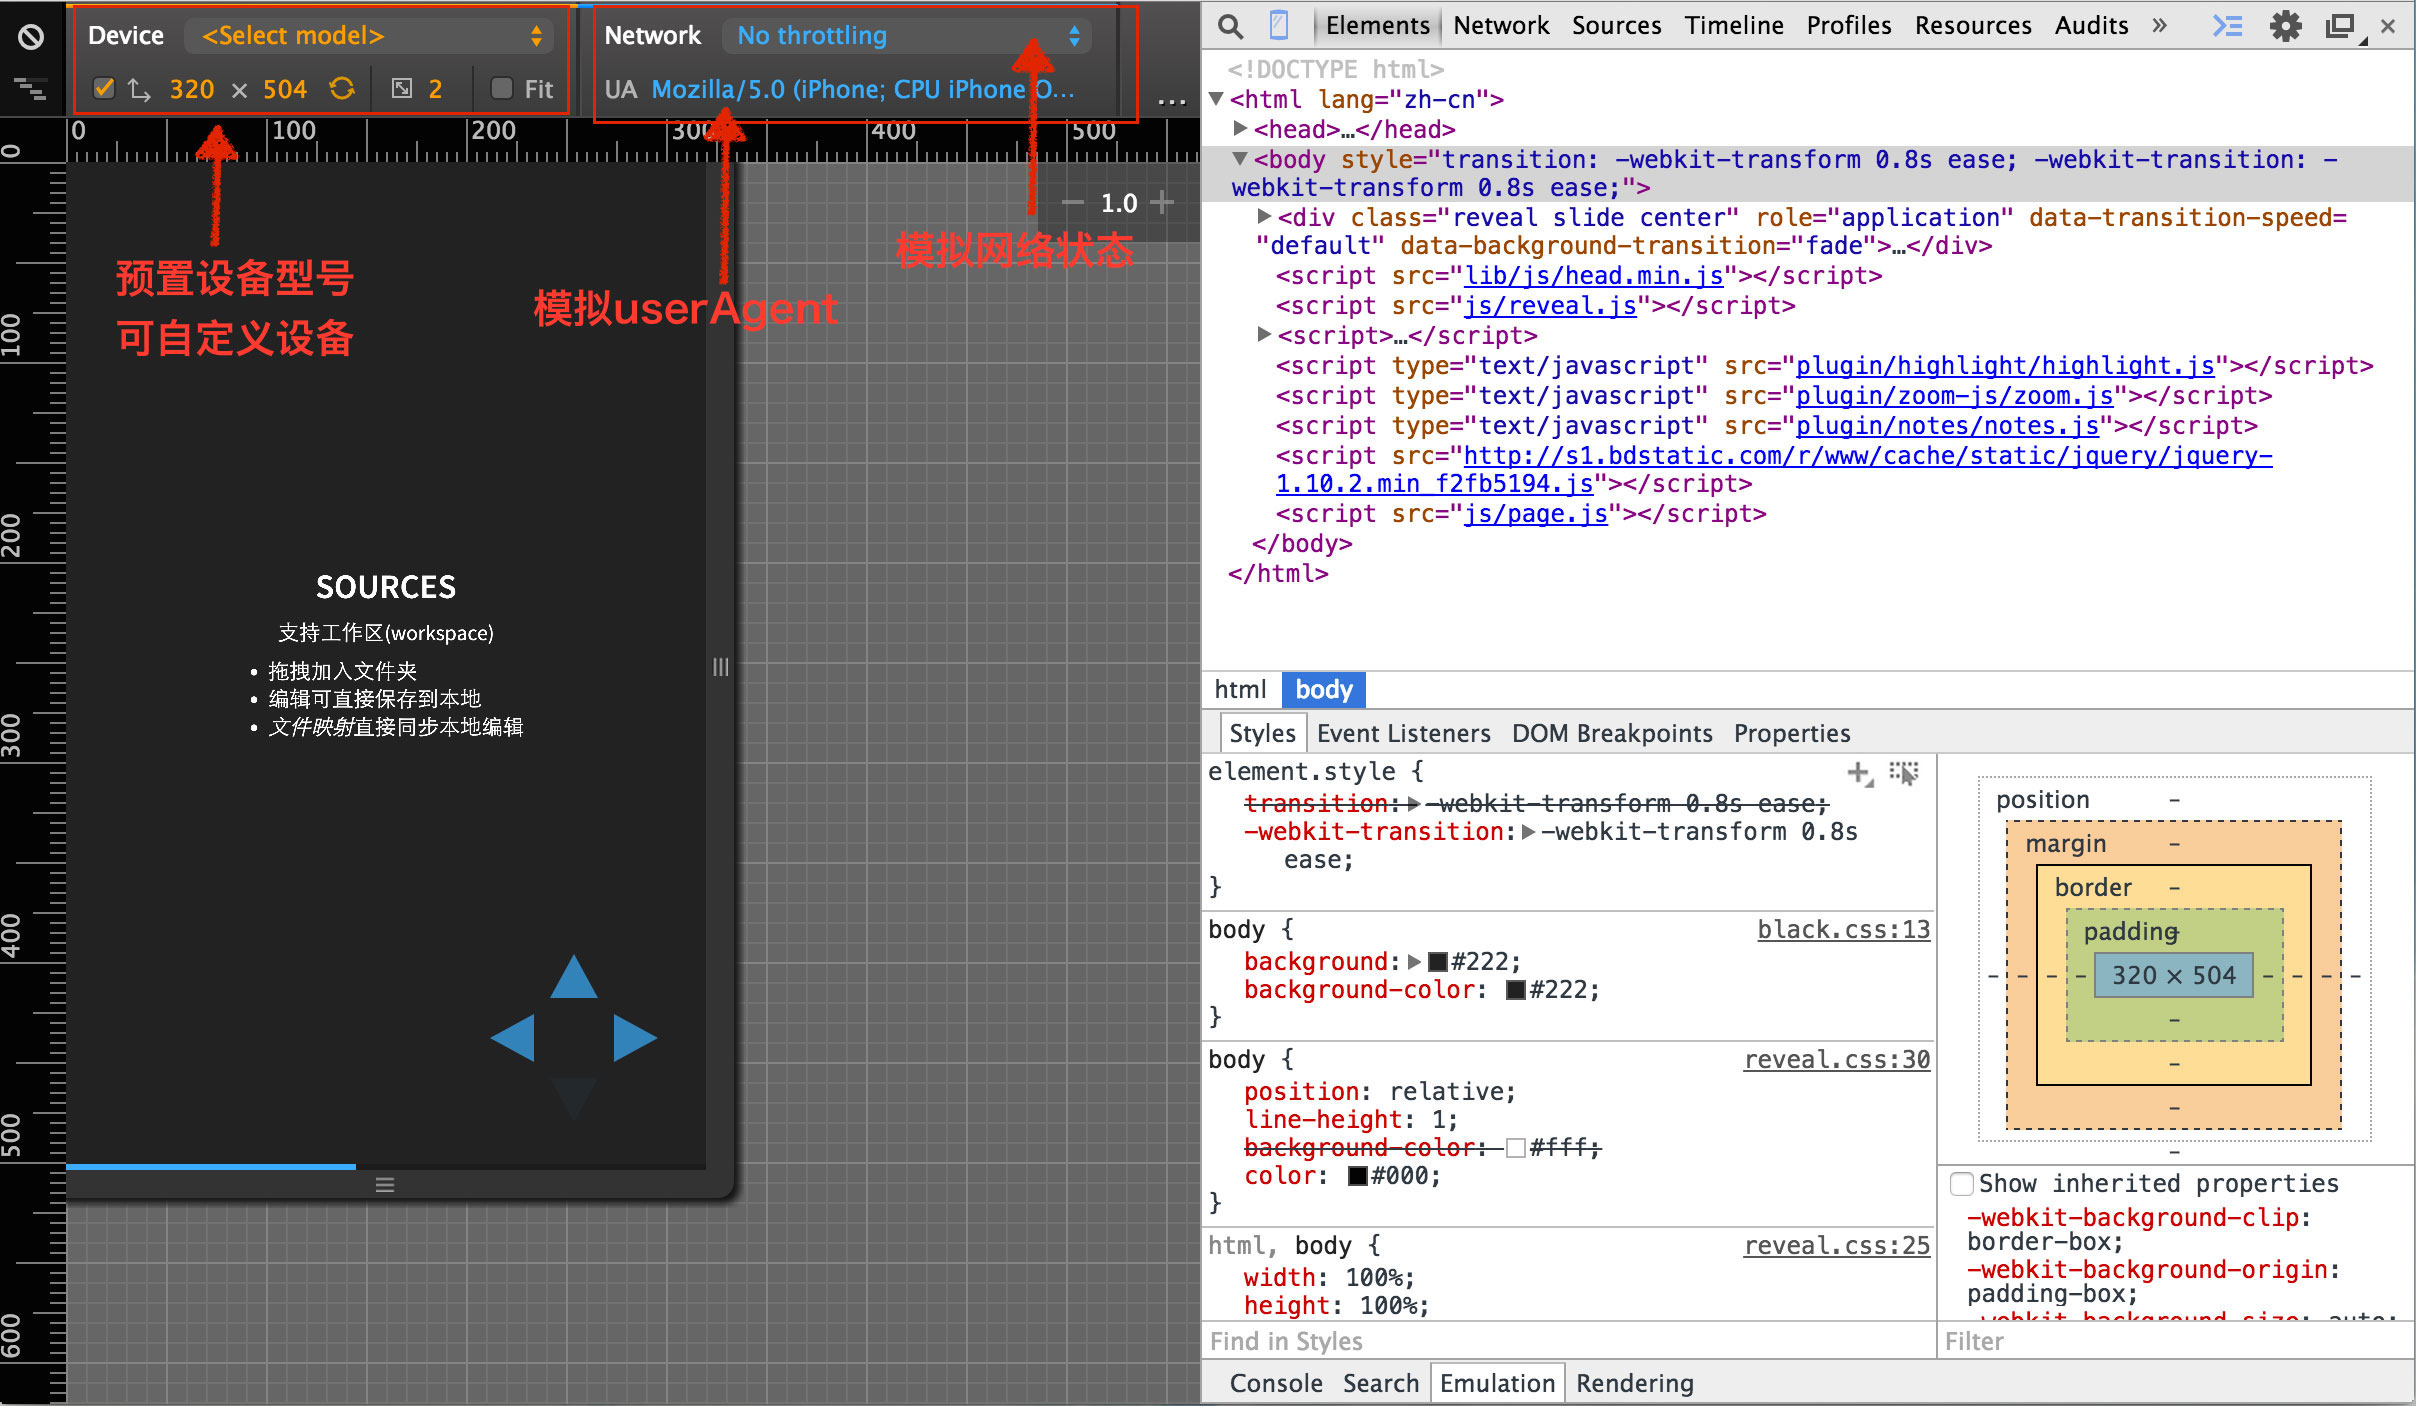 Device <Select model>
320 × 504 2 Fit
Network No throttling
UA Mozilla/5.0 (iPhone; CPU iPhone O...
...
0 100 200 300 400 500
0
100
200
300
400
500
600
1.0
预置设备型号
可自定义设备
模拟userAgent
模拟网络状态
SOURCES
支持工作区(workspace)
• 拖拽加入文件夹
• 编辑可直接保存到本地
• 文件映射直接同步本地编辑
Elements Network Sources Timeline Profiles Resources Audits »
<!DOCTYPE html>
<html lang="zh-cn">
<head>…</head>
<body style="transition: -webkit-transform 0.8s ease; -webkit-transition: -
webkit-transform 0.8s ease;">
<div class="reveal slide center" role="application" data-transition-speed=
"default" data-background-transition="fade">…</div>
<script src="lib/js/head.min.js"></script>
<script src="js/reveal.js"></script>
<script>…</script>
<script type="text/javascript" src="plugin/highlight/highlight.js"></script>
<script type="text/javascript" src="plugin/zoom-js/zoom.js"></script>
<script type="text/javascript" src="plugin/notes/notes.js"></script>
<script src="http://s1.bdstatic.com/r/www/cache/static/jquery/jquery-
1.10.2.min_f2fb5194.js"></script>
<script src="js/page.js"></script>
</body>
</html>
html body
Styles Event Listeners DOM Breakpoints Properties
element.style {
transition: -webkit-transform 0.8s ease;
-webkit-transition: -webkit-transform 0.8s
ease;
}
body { black.css:13
background: #222;
background-color: #222;
}
body { reveal.css:30
position: relative;
line-height: 1;
background-color: #fff;
color: #000;
}
html, body { reveal.css:25
width: 100%;
height: 100%;
Find in Styles
position -
margin -
border -
padding -
- - - - 320 × 504 - - - -
-
-
-
-
Show inherited properties
-webkit-background-clip:
border-box;
-webkit-background-origin:
padding-box;
-webkit-background-size: auto;
Filter
Console Search Emulation Rendering